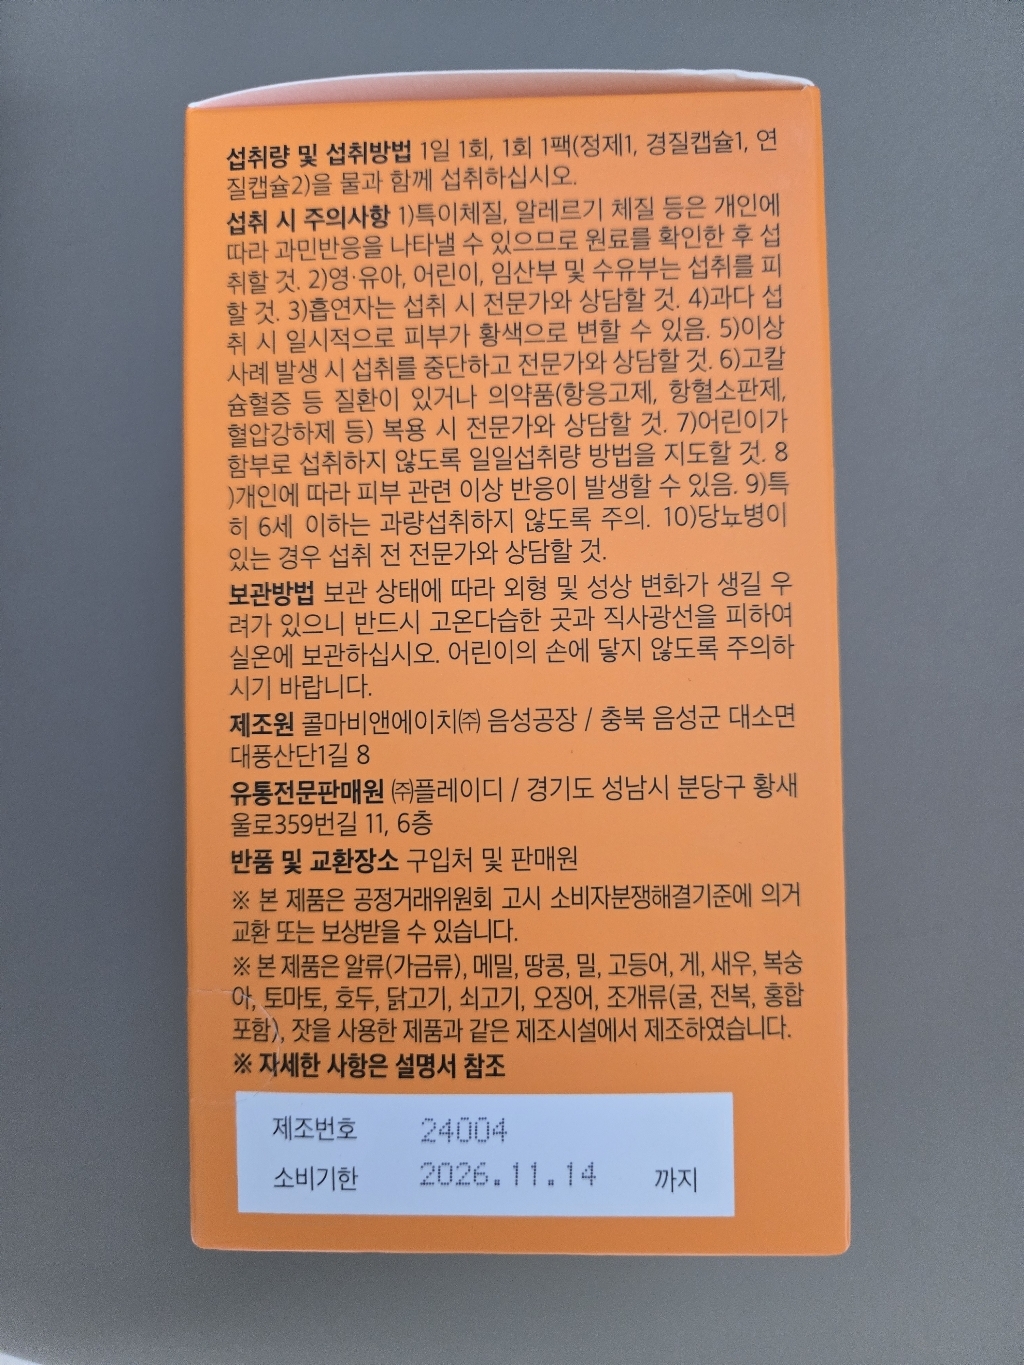 섭취량 및 섭취방법 1일 1회, 1회 1팩(정제1, 경질캡슐1, 연
질캡슐2)을 물과 함께 섭취하십시오.
섭취 시 주의사항 1)특이체질, 알레르기 체질 등은 개인에
따라 과민반응을 나타낼 수 있으므로 원료를 확인한 후 섭
취할 것. 2)영·유아, 어린이, 임산부 및 수유부는 섭취를 피
할 것. 3)흡연자는 섭취 시 전문가와 상담할 것. 4)과다 섭
취 시 일시적으로 피부가 황색으로 변할 수 있음. 5)이상
사례 발생 시 섭취를 중단하고 전문가와 상담할 것. 6)고칼
슘혈증 등 질환이 있거나 의약품(항응고제, 항혈소판제,
혈압강하제 등) 복용 시 전문가와 상담할 것. 7)어린이가
함부로 섭취하지 않도록 일일섭취량 방법을 지도할 것. 8
)개인에 따라 피부 관련 이상 반응이 발생할 수 있음. 9)특
히 6세 이하는 과량섭취하지 않도록 주의. 10)당뇨병이
있는 경우 섭취 전 전문가와 상담할 것.
보관방법 보관 상태에 따라 외형 및 성상 변화가 생길 우
려가 있으니 반드시 고온다습한 곳과 직사광선을 피하여
실온에 보관하십시오. 어린이의 손에 닿지 않도록 주의하
시기 바랍니다.
제조원 콜마비앤에이치㈜ 음성공장 / 충북 음성군 대소면
대풍산단1길 8
유통전문판매원 ㈜플레이디 / 경기도 성남시 분당구 황새
울로359번길 11, 6층
반품 및 교환장소 구입처 및 판매원
※ 본 제품은 공정거래위원회 고시 소비자분쟁해결기준에 의거
교환 또는 보상받을 수 있습니다.
※ 본 제품은 알류(가금류), 메밀, 땅콩, 밀, 고등어, 게, 새우, 복숭
아, 토마토, 호두, 닭고기, 쇠고기, 오징어, 조개류(굴, 전복, 홍합
포함), 잣을 사용한 제품과 같은 제조시설에서 제조하였습니다.
※ 자세한 사항은 설명서 참조
제조번호 24004
소비기한 2026.11.14 까지